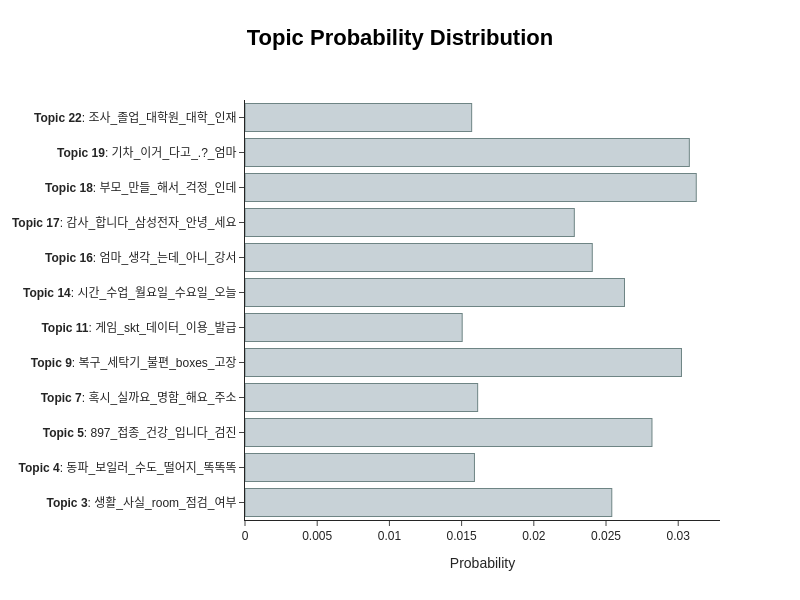 Topic Probability Distribution
Topic 22: 조사_졸업_대학원_대학_인재
Topic 19: 기차_이거_다고_.?_엄마
Topic 18: 부모_만들_해서_걱정_인데
Topic 17: 감사_합니다_삼성전자_안녕_세요
Topic 16: 엄마_생각_는데_아니_강서
Topic 14: 시간_수업_월요일_수요일_오늘
Topic 11: 게임_skt_데이터_이용_발급
Topic 9: 복구_세탁기_불편_boxes_고장
Topic 7: 혹시_실까요_명함_해요_주소
Topic 5: 897_접종_건강_입니다_검진
Topic 4: 동파_보일러_수도_떨어지_똑똑똑
Topic 3: 생활_사실_room_점검_여부
0 0.005 0.01 0.015 0.02 0.025 0.03
Probability